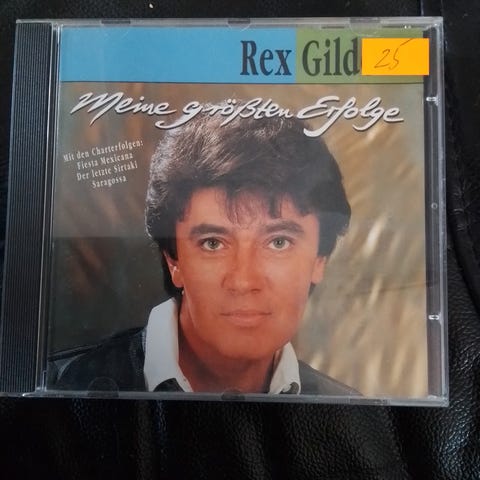 Rex Gild
25
Meine größten Erfolge
Mit den Charterfolgen:
Fiesta Mexicana
Der letzte Sirtaki
Saragossa